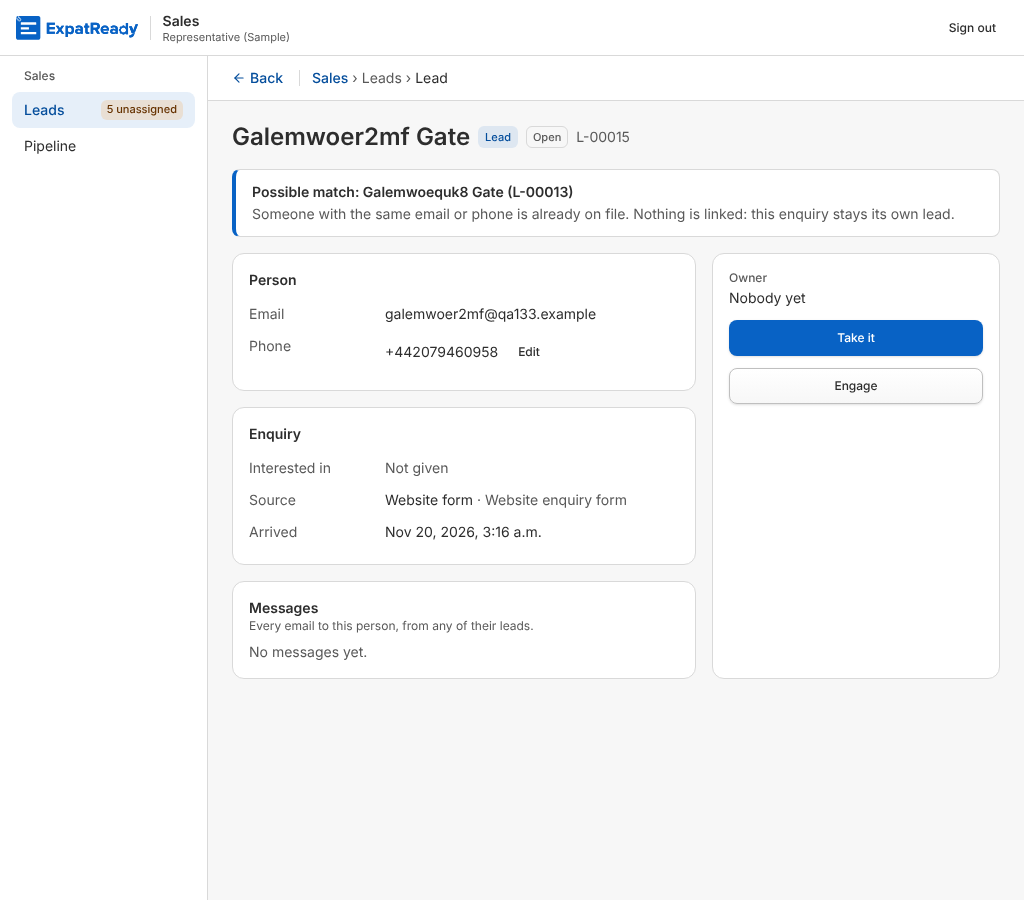 ExpatReady
Sales
Representative (Sample)
Sign out
Sales
Leads
5 unassigned
Pipeline
← Back
Sales › Leads › Lead
Galemwoer2mf Gate
Lead
Open
L-00015
Possible match: Galemwoequk8 Gate (L-00013)
Someone with the same email or phone is already on file. Nothing is linked: this enquiry stays its own lead.
Person
Email
galemwoer2mf@qa133.example
Phone
+442079460958
Edit
Enquiry
Interested in
Not given
Source
Website form · Website enquiry form
Arrived
Nov 20, 2026, 3:16 a.m.
Messages
Every email to this person, from any of their leads.
No messages yet.
Owner
Nobody yet
Take it
Engage